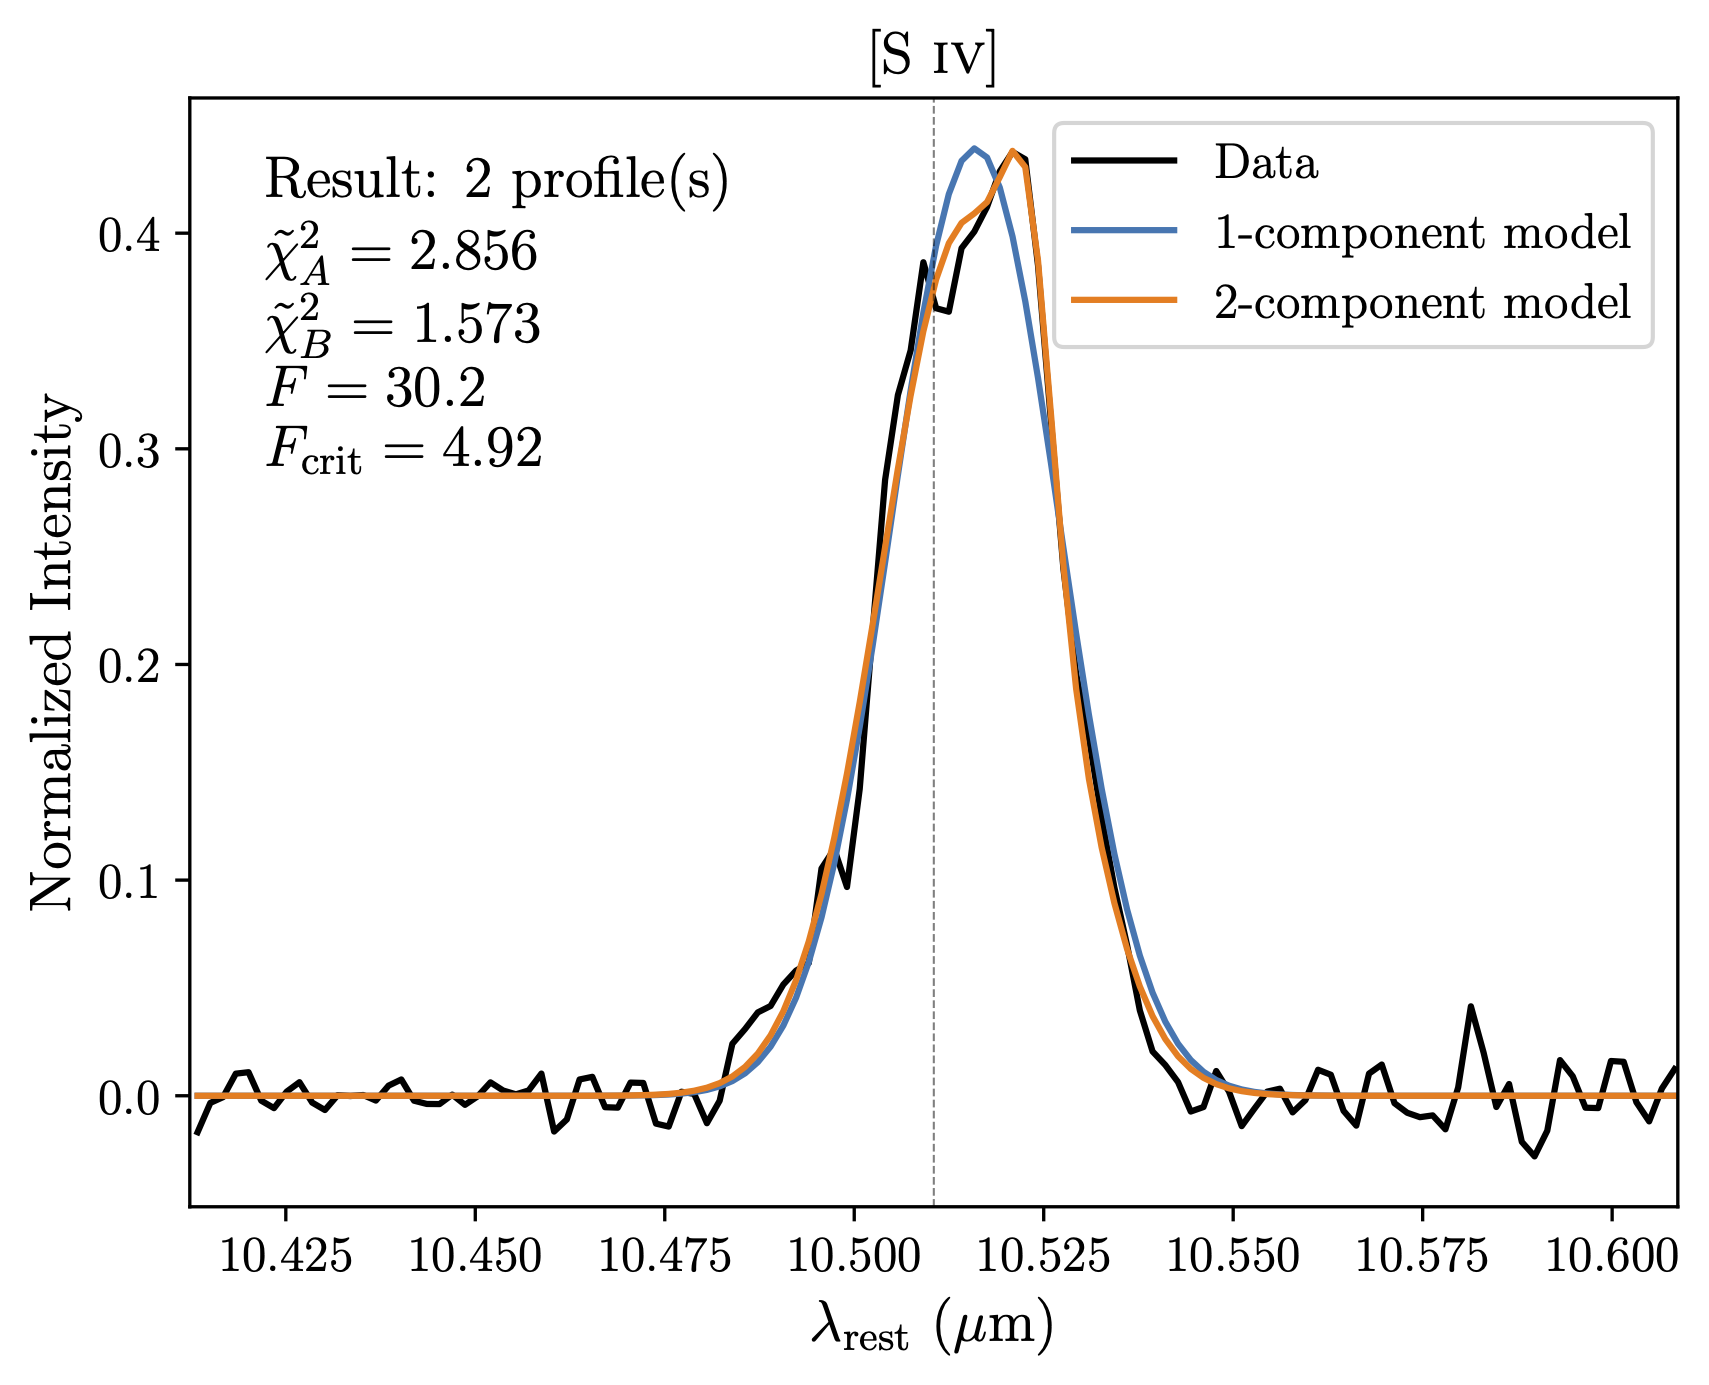 [S IV]
Result: 2 profile(s)
χ̃²_A = 2.856
χ̃²_B = 1.573
F = 30.2
F_crit = 4.92
Data
1-component model
2-component model
Normalized Intensity
0.4
0.3
0.2
0.1
0.0
10.425 10.450 10.475 10.500 10.525 10.550 10.575 10.600
λ_rest (μm)